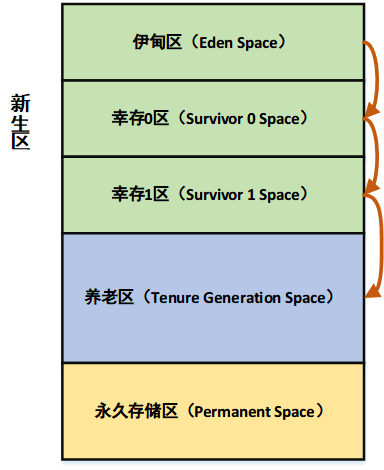 新生区
伊甸区（Eden Space）
幸存0区（Survivor 0 Space）
幸存1区（Survivor 1 Space）
养老区（Tenure Generation Space）
永久存储区（Permanent Space）